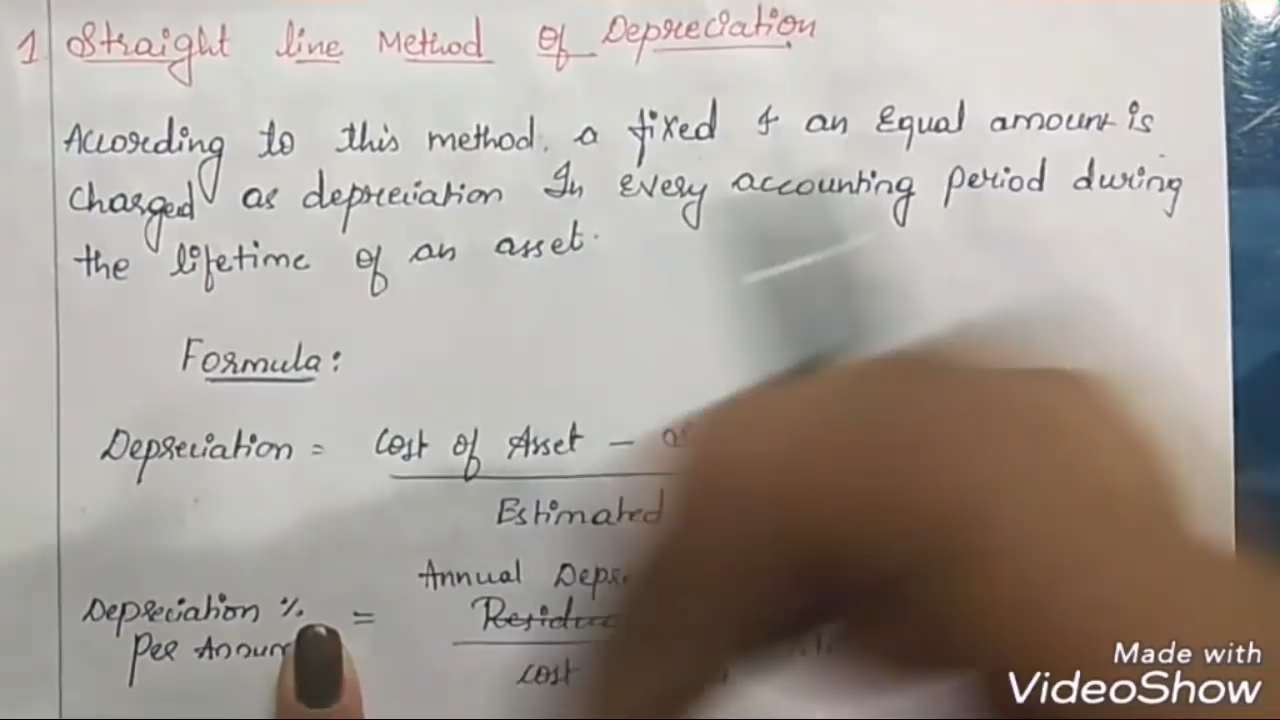 1 Straight line Method Of Depreciation
According to this method. a fixed & an Equal amount is
charged as depreciation In Every accounting period during
the lifetime of an asset.
Formula:
Depreciation = Cost of Asset –
Estimated
Annual
Depreciation % =
Per
cost
Made with
VideoShow